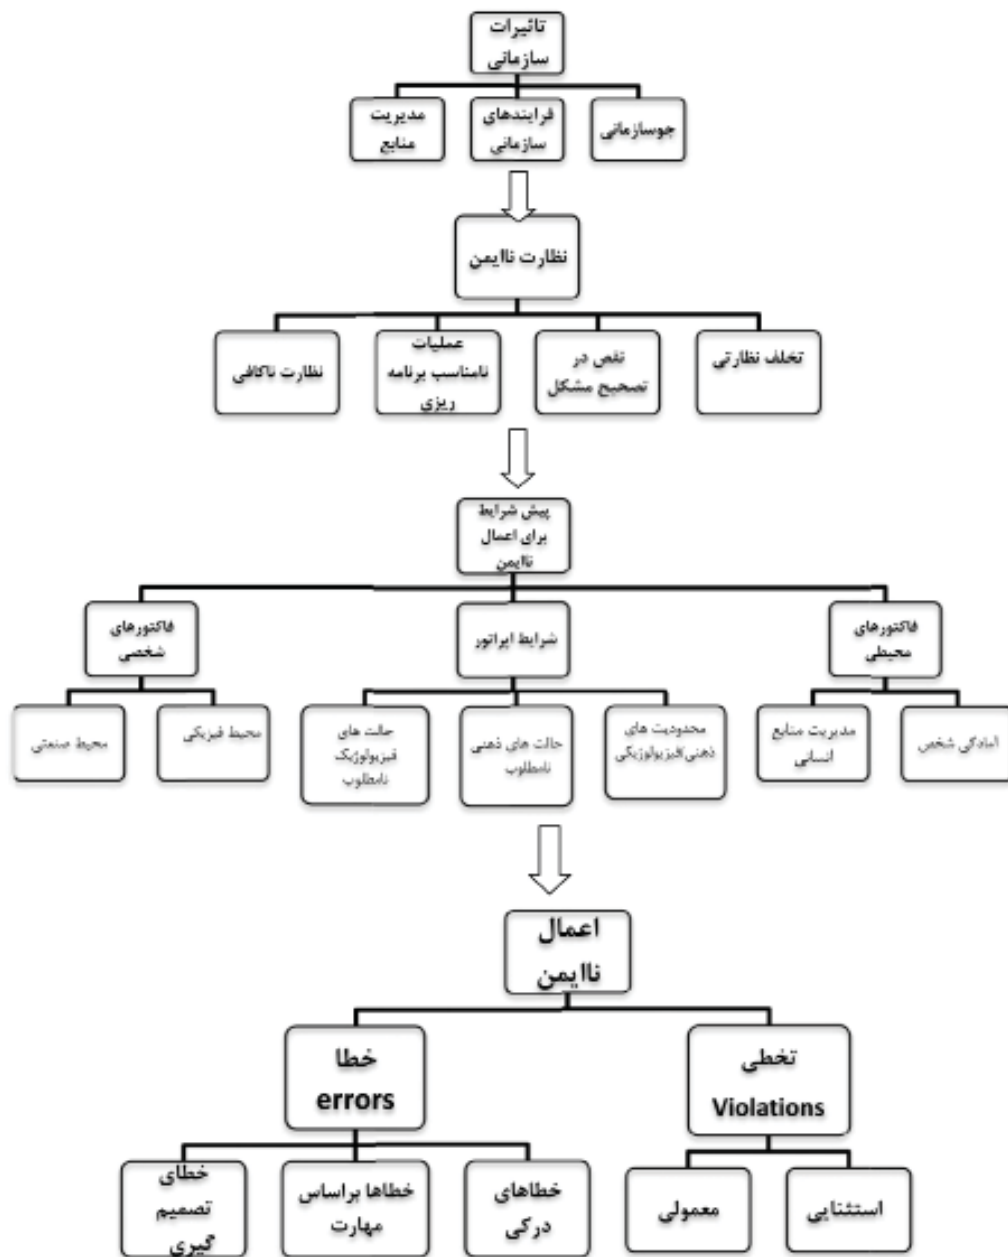 تاثیرات
سازمانی
جوسازمانی
فرایندهای
سازمانی
مدیریت
منابع
نظارت ناایمن
تخلف نظارتی
نقص در
تصحیح مشکل
عملیات
نامناسب برنامه
ریزی
نظارت ناکافی
پیش شرایط
برای اعمال
ناایمن
فاکتورهای
محیطی
شرایط اپراتور
فاکتورهای
شخصی
آمادگی شخص
مدیریت منابع
انسانی
محدودیت های
ذهنی/فیزیولوژیکی
حالت های ذهنی
نامطلوب
حالت های
فیزیولوژیک
نامطلوب
محیط فیزیکی
محیط صنعتی
اعمال
ناایمن
تخطی
Violations
خطا
errors
استثنایی
معمولی
خطاهای
درکی
خطاها براساس
مهارت
خطای
تصمیم
گیری